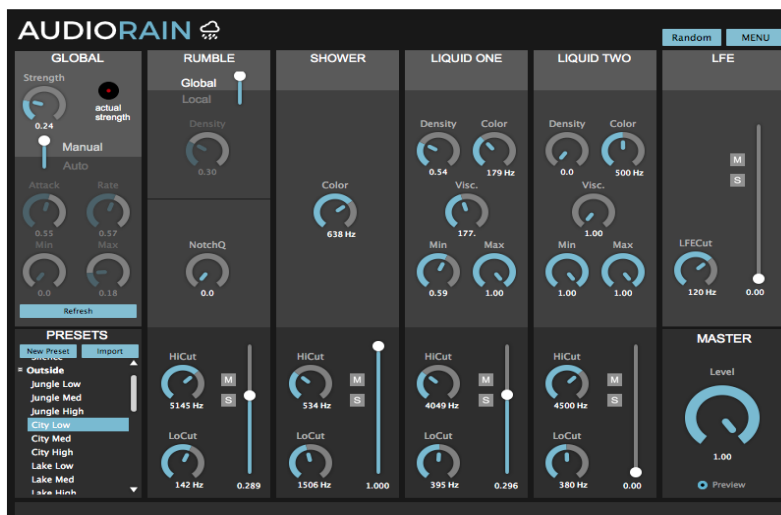 AUDIORAIN
Random MENU
GLOBAL
Strength
0.24
actual
strength
Manual
Auto
Attack Rate
0.55 0.57
Min Max
0.0 0.18
Refresh
PRESETS
New Preset Import
Silence
Outside
Jungle Low
Jungle Med
Jungle High
City Low
City Med
City High
Lake Low
Lake Med
Lake High
RUMBLE
Global
Local
Density
0.30
NotchQ
0.0
HiCut
M
S
5145 Hz
LoCut
142 Hz 0.289
SHOWER
Color
638 Hz
HiCut
M
S
534 Hz
LoCut
1506 Hz 1.000
LIQUID ONE
Density Color
0.54 179 Hz
Visc.
177.
Min Max
0.59 1.00
HiCut
M
S
4049 Hz
LoCut
395 Hz 0.296
LIQUID TWO
Density Color
0.0 500 Hz
Visc.
1.00
Min Max
1.00 1.00
HiCut
M
S
4500 Hz
LoCut
380 Hz 0.00
LFE
M
S
LFECut
120 Hz 0.00
MASTER
Level
1.00
Preview